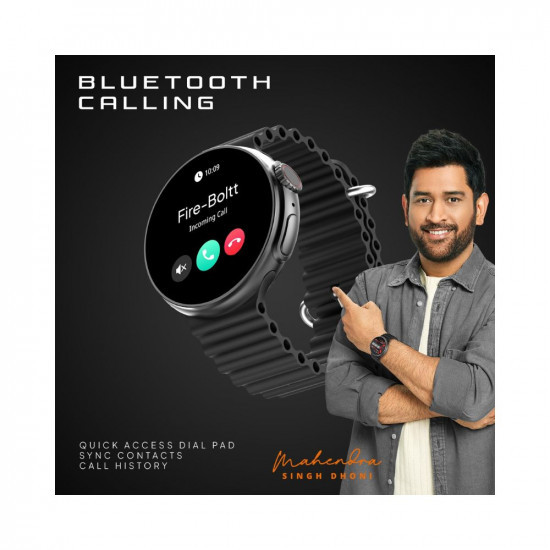 BLUETOOTH
CALLING
10:09
Fire-Boltt
Incoming Call
QUICK ACCESS DIAL PAD
SYNC CONTACTS
CALL HISTORY
Mahendra
SINGH DHONI